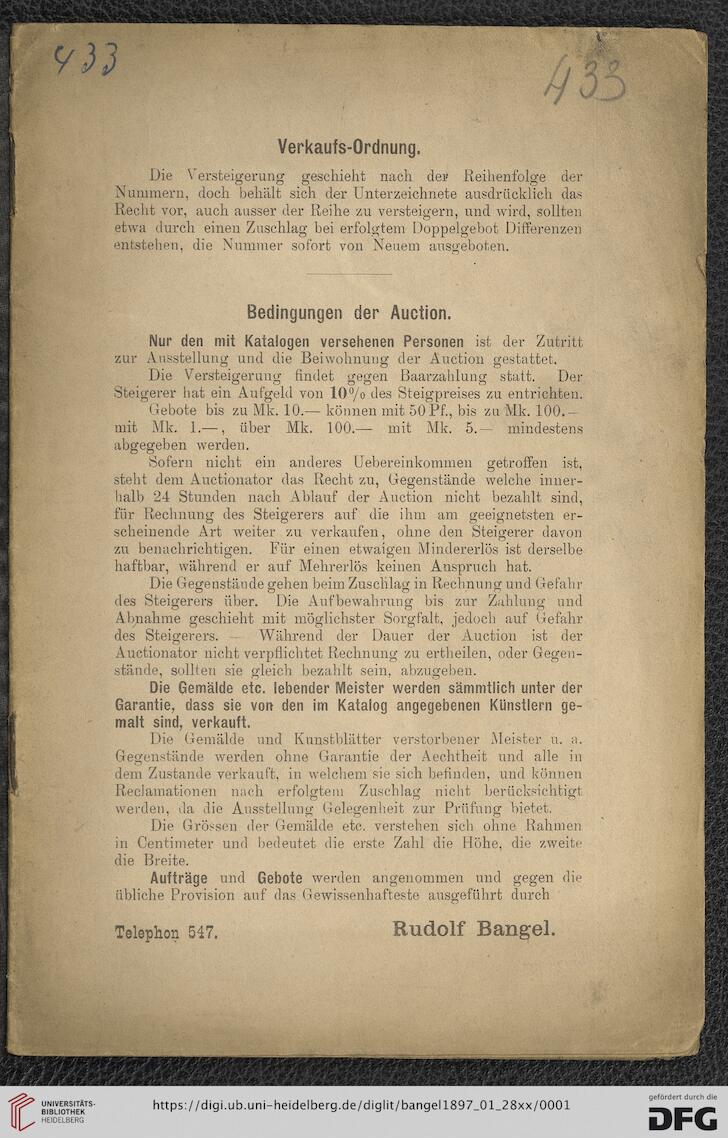 433
433
Verkaufs-Ordnung.
Die Versteigerung geschieht nach der Reihenfolge der
Nummern, doch behält sich der Unterzeichnete ausdrücklich das
Recht vor, auch ausser der Reihe zu versteigern, und wird, sollten
etwa durch einen Zuschlag bei erfolgtem Doppelgebot Differenzen
entstehen, die Nummer sofort von Neuem ausgeboten.
Bedingungen der Auction.
Nur den mit Katalogen versehenen Personen ist der Zutritt
zur Ausstellung und die Beiwohnung der Auction gestattet.
Die Versteigerung findet gegen Baarzahlung statt. Der
Steigerer hat ein Aufgeld von 10% des Steigpreises zu entrichten.
Gebote bis zu Mk. 10.— können mit 50 Pf., bis zu Mk. 100.—
mit Mk. 1.—, über Mk. 100.— mit Mk. 5.— mindestens
abgegeben werden.
Sofern nicht ein anderes Uebereinkommen getroffen ist,
steht dem Auctionator das Recht zu, Gegenstände welche inner-
halb 24 Stunden nach Ablauf der Auction nicht bezahlt sind,
für Rechnung des Steigerers auf die ihm am geeignetsten er-
scheinende Art weiter zu verkaufen, ohne den Steigerer davon
zu benachrichtigen. Für einen etwaigen Mindererlös ist derselbe
haftbar, während er auf Mehrerlös keinen Anspruch hat.
Die Gegenstände gehen beim Zuschlag in Rechnung und Gefahr
des Steigerers über. Die Aufbewahrung bis zur Zahlung und
Abnahme geschieht mit möglichster Sorgfalt, jedoch auf Gefahr
des Steigerers. — Während der Dauer der Auction ist der
Auctionator nicht verpflichtet Rechnung zu ertheilen, oder Gegen-
stände, sollten sie gleich bezahlt sein, abzugeben.
Die Gemälde etc. lebender Meister werden sämmtlich unter der
Garantie, dass sie von den im Katalog angegebenen Künstlern ge-
malt sind, verkauft.
Die Gemälde und Kunstblätter verstorbener Meister u. a.
Gegenstände werden ohne Garantie der Aechtheit und alle in
dem Zustande verkauft, in welchem sie sich befinden, und können
Reclamationen nach erfolgtem Zuschlag nicht berücksichtigt
werden, da die Ausstellung Gelegenheit zur Prüfung bietet.
Die Grössen der Gemälde etc. verstehen sich ohne Rahmen
in Centimeter und bedeutet die erste Zahl die Höhe, die zweite
die Breite.
Aufträge und Gebote werden angenommen und gegen die
übliche Provision auf das Gewissenhafteste ausgeführt durch
Telephon 547. Rudolf Bangel.
UNIVERSITÄTS-
BIBLIOTHEK
HEIDELBERG
https://digi.ub.uni-heidelberg.de/diglit/bangel1897_01_28xx/0001
gefördert durch die
DFG